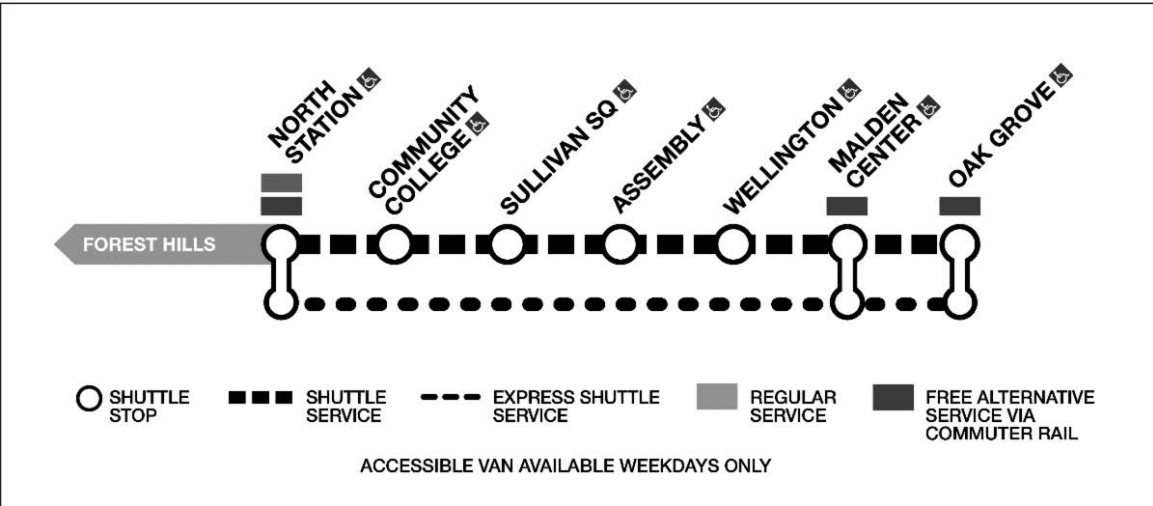 NORTH
STATION
COMMUNITY
COLLEGE
SULLIVAN SQ
ASSEMBLY
WELLINGTON
MALDEN
CENTER
OAK GROVE
FOREST HILLS
SHUTTLE
STOP
SHUTTLE
SERVICE
EXPRESS SHUTTLE
SERVICE
REGULAR
SERVICE
FREE ALTERNATIVE
SERVICE VIA
COMMUTER RAIL
ACCESSIBLE VAN AVAILABLE WEEKDAYS ONLY